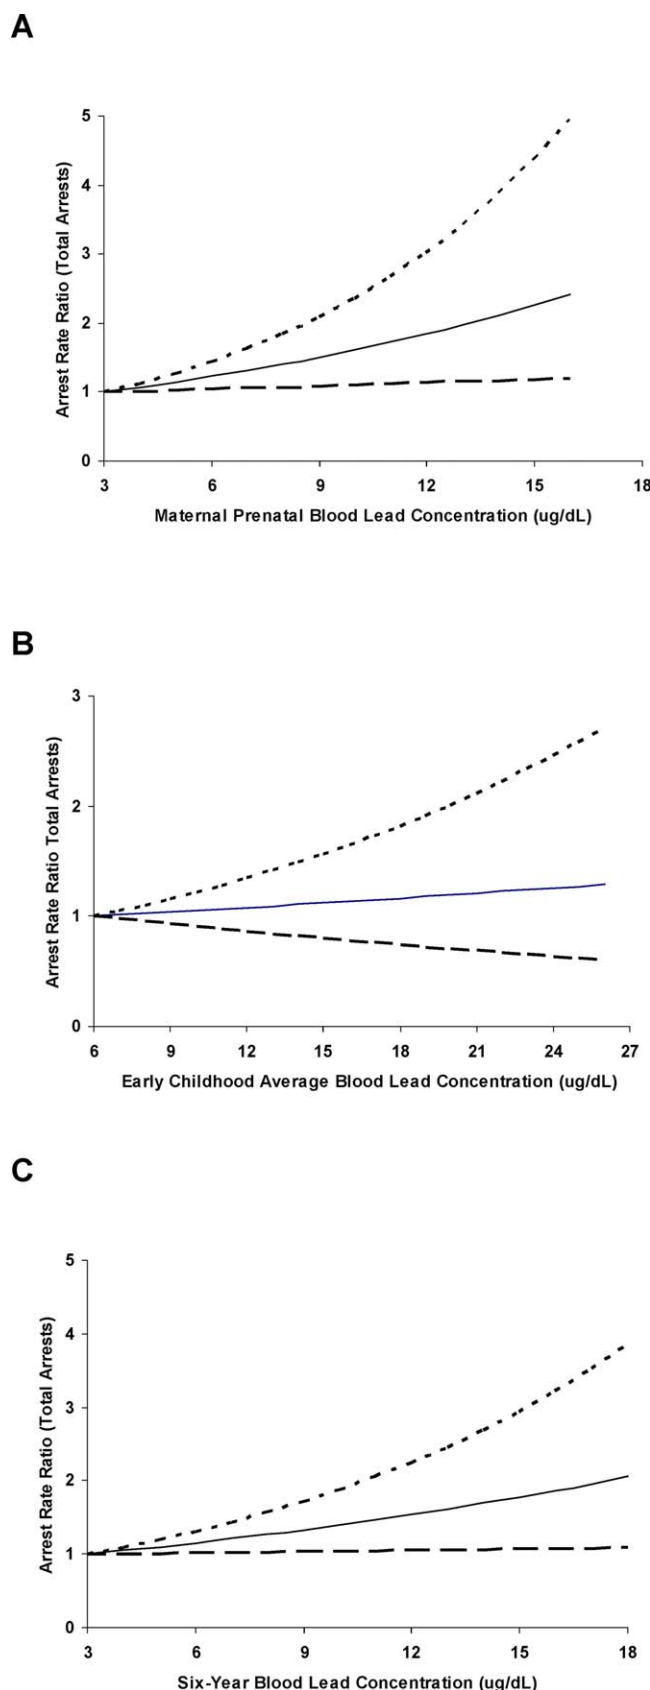 A
Arrest Rate Ratio (Total Arrests)
5
4
3
2
1
0
3 6 9 12 15 18
Maternal Prenatal Blood Lead Concentration (ug/dL)
B
Arrest Rate Ratio Total Arrests)
3
2
1
0
6 9 12 15 18 21 24 27
Early Childhood Average Blood Lead Concentration (ug/dL)
C
Arrest Rate Ratio (Total Arrests)
5
4
3
2
1
0
3 6 9 12 15 18
Six-Year Blood Lead Concentration (ug/dL)